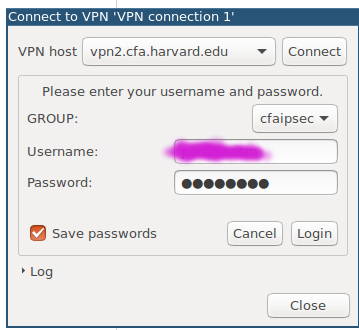 Connect to VPN 'VPN connection 1'
VPN host vpn2.cfa.harvard.edu Connect
Please enter your username and password.
GROUP: cfaipsec
Username:
Password: ●●●●●●●●
Save passwords Cancel Login
Log
Close